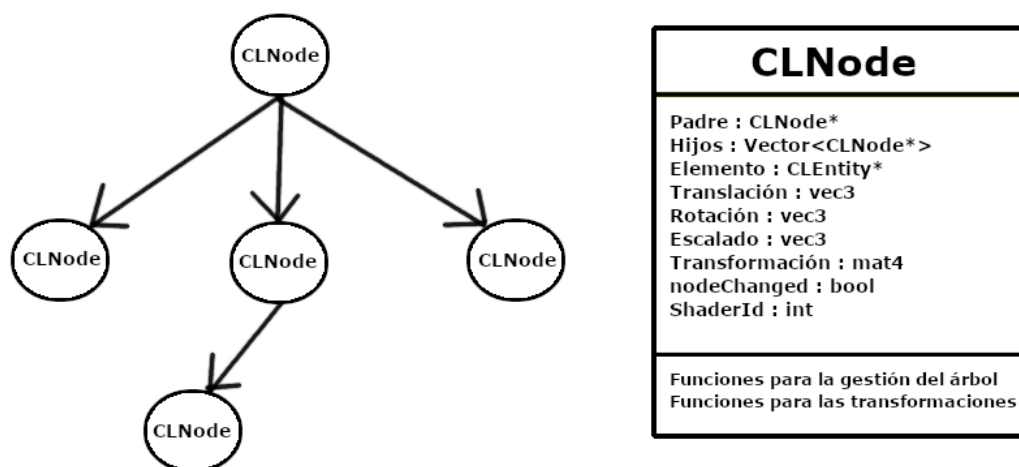 CLNode
CLNode
CLNode
CLNode
CLNode
CLNode
Padre : CLNode*
Hijos : Vector<CLNode*>
Elemento : CLEntity*
Translación : vec3
Rotación : vec3
Escalado : vec3
Transformación : mat4
nodeChanged : bool
ShaderId : int
Funciones para la gestión del árbol
Funciones para las transformaciones